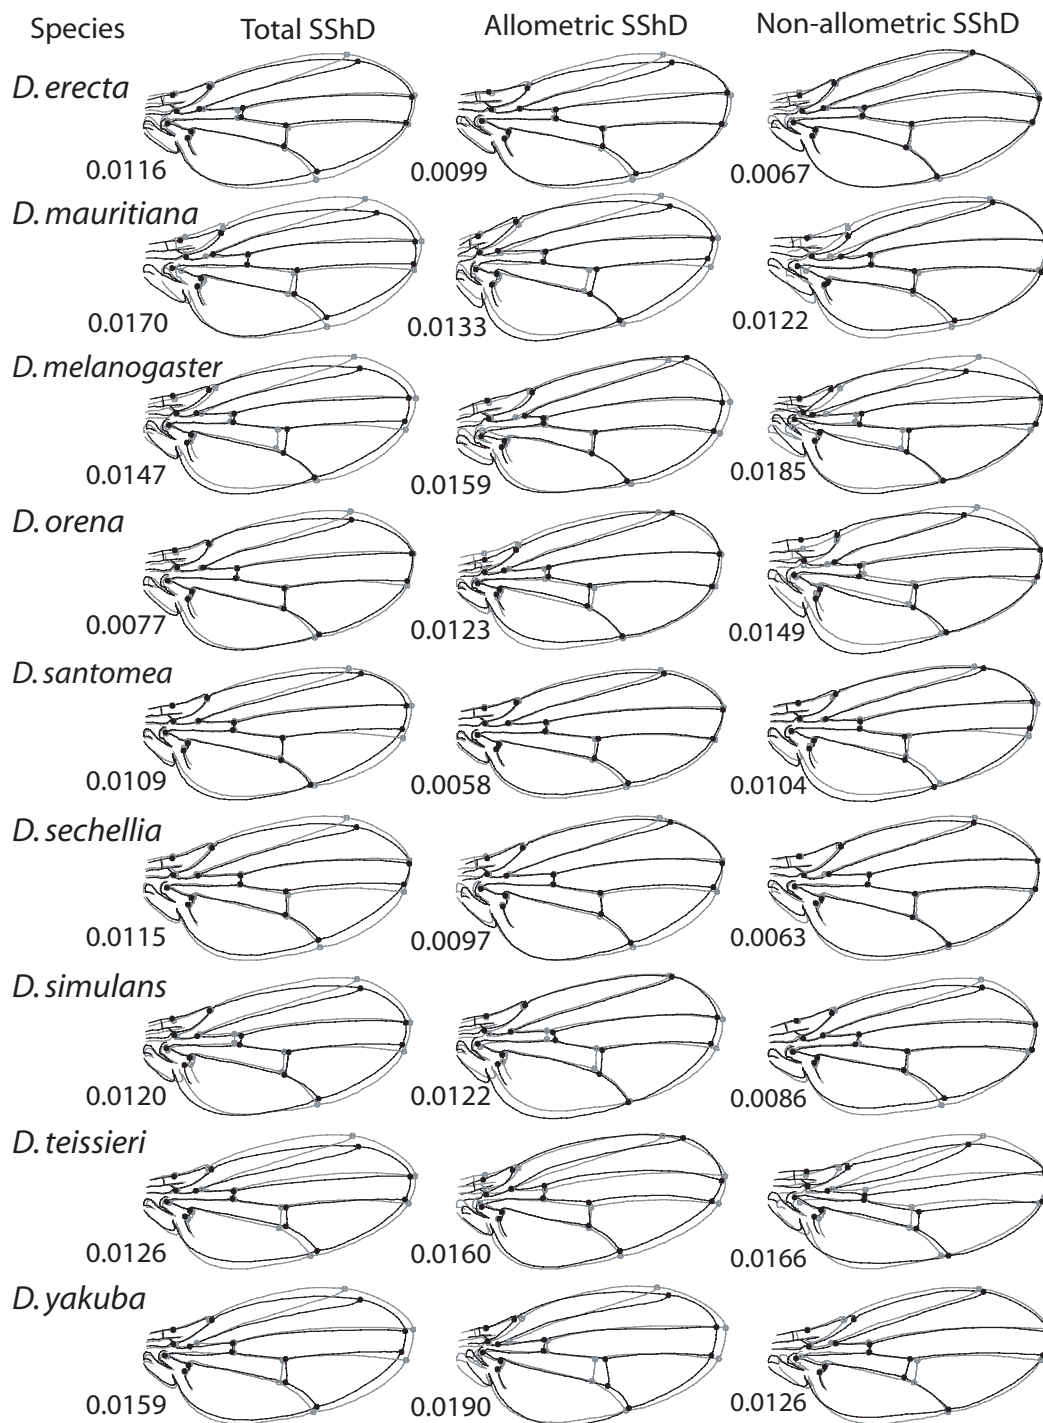 Species Total SShD Allometric SShD Non-allometric SShD
D. erecta
0.0116 0.0099 0.0067
D. mauritiana
0.0170 0.0133 0.0122
D. melanogaster
0.0147 0.0159 0.0185
D. orena
0.0077 0.0123 0.0149
D. santomea
0.0109 0.0058 0.0104
D. sechellia
0.0115 0.0097 0.0063
D. simulans
0.0120 0.0122 0.0086
D. teissieri
0.0126 0.0160 0.0166
D. yakuba
0.0159 0.0190 0.0126